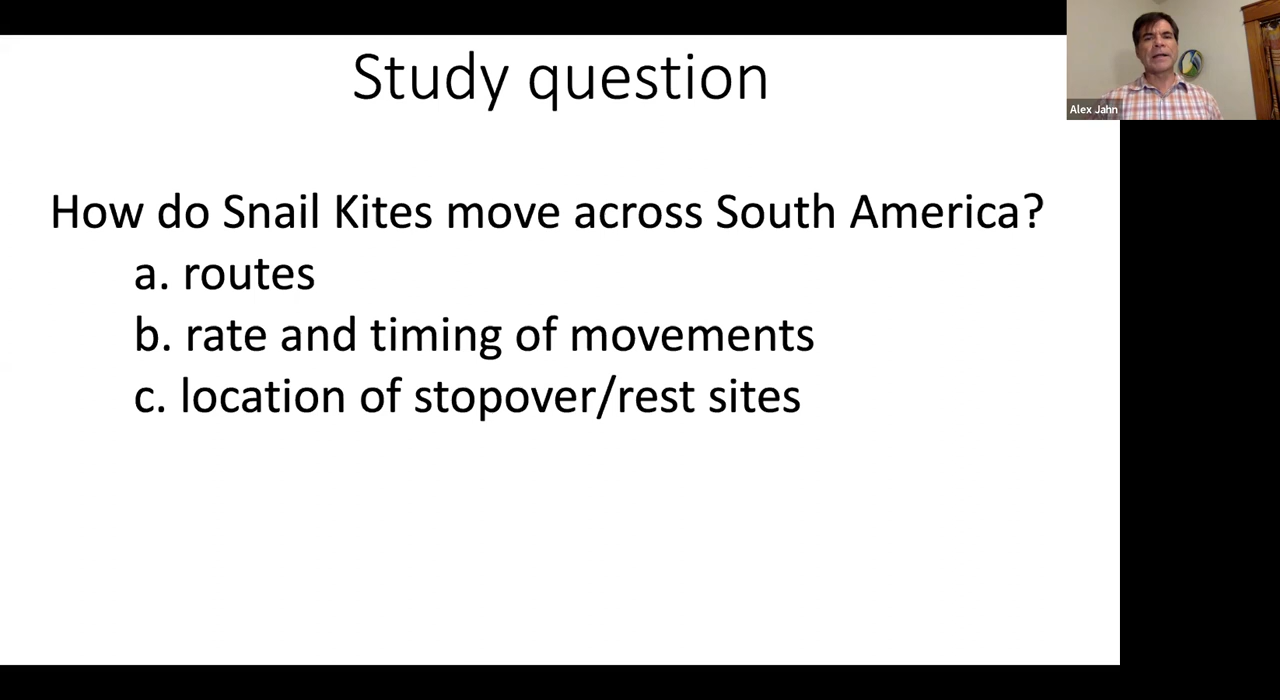 Study question
How do Snail Kites move across South America?
a. routes
b. rate and timing of movements
c. location of stopover/rest sites
Alex Jahn